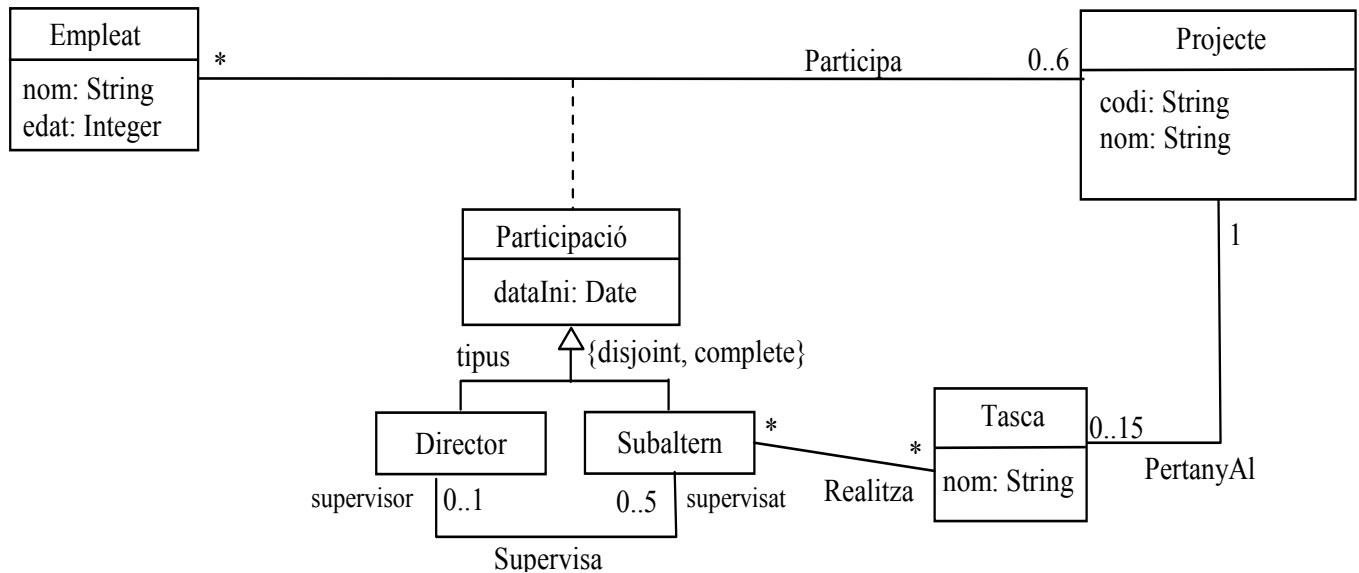 Empleat
nom: String
edat: Integer
*
Participa
0..6
Projecte
codi: String
nom: String
1
Participació
dataIni: Date
tipus
{disjoint, complete}
Director
Subaltern
*
*
Realitza
Tasca
nom: String
0..15
PertanyAl
supervisor
0..1
0..5
supervisat
Supervisa